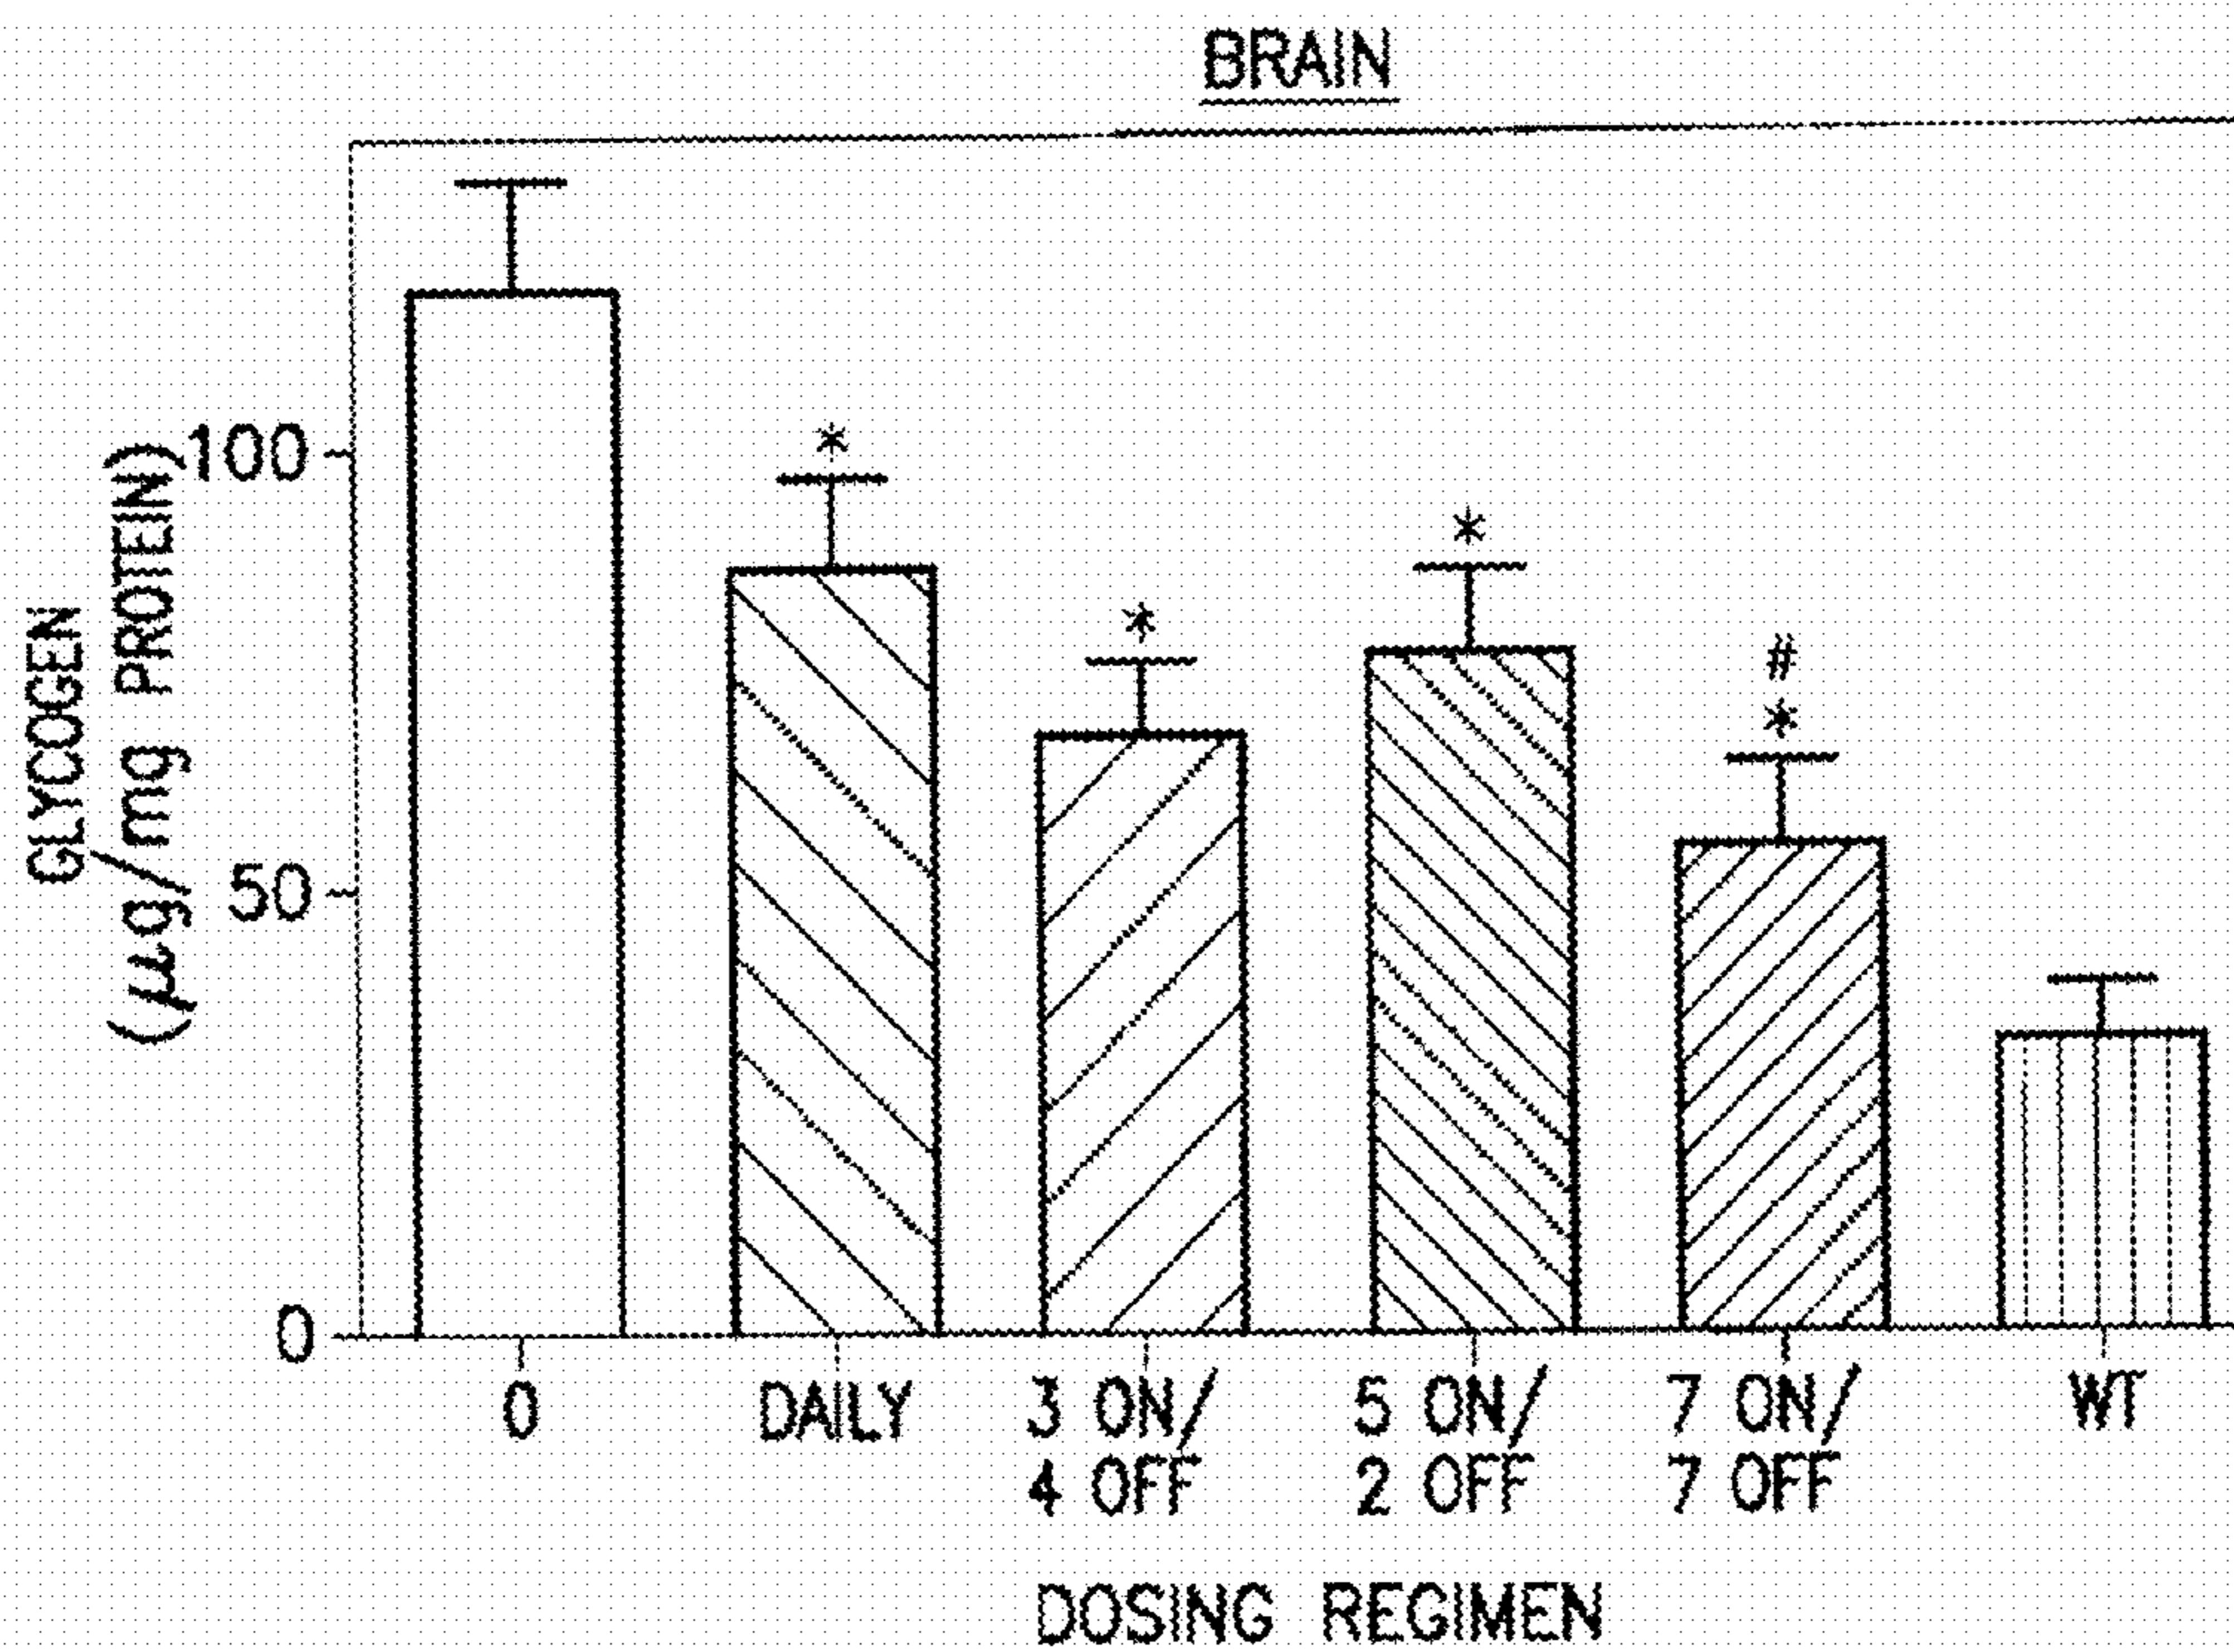 BRAIN
GLYCOGEN
(μg/mg PROTEIN)
100
50
0
*
*
*
#
*
0
DAILY
3 ON/
4 OFF
5 ON/
2 OFF
7 ON/
7 OFF
WT
DOSING REGIMEN